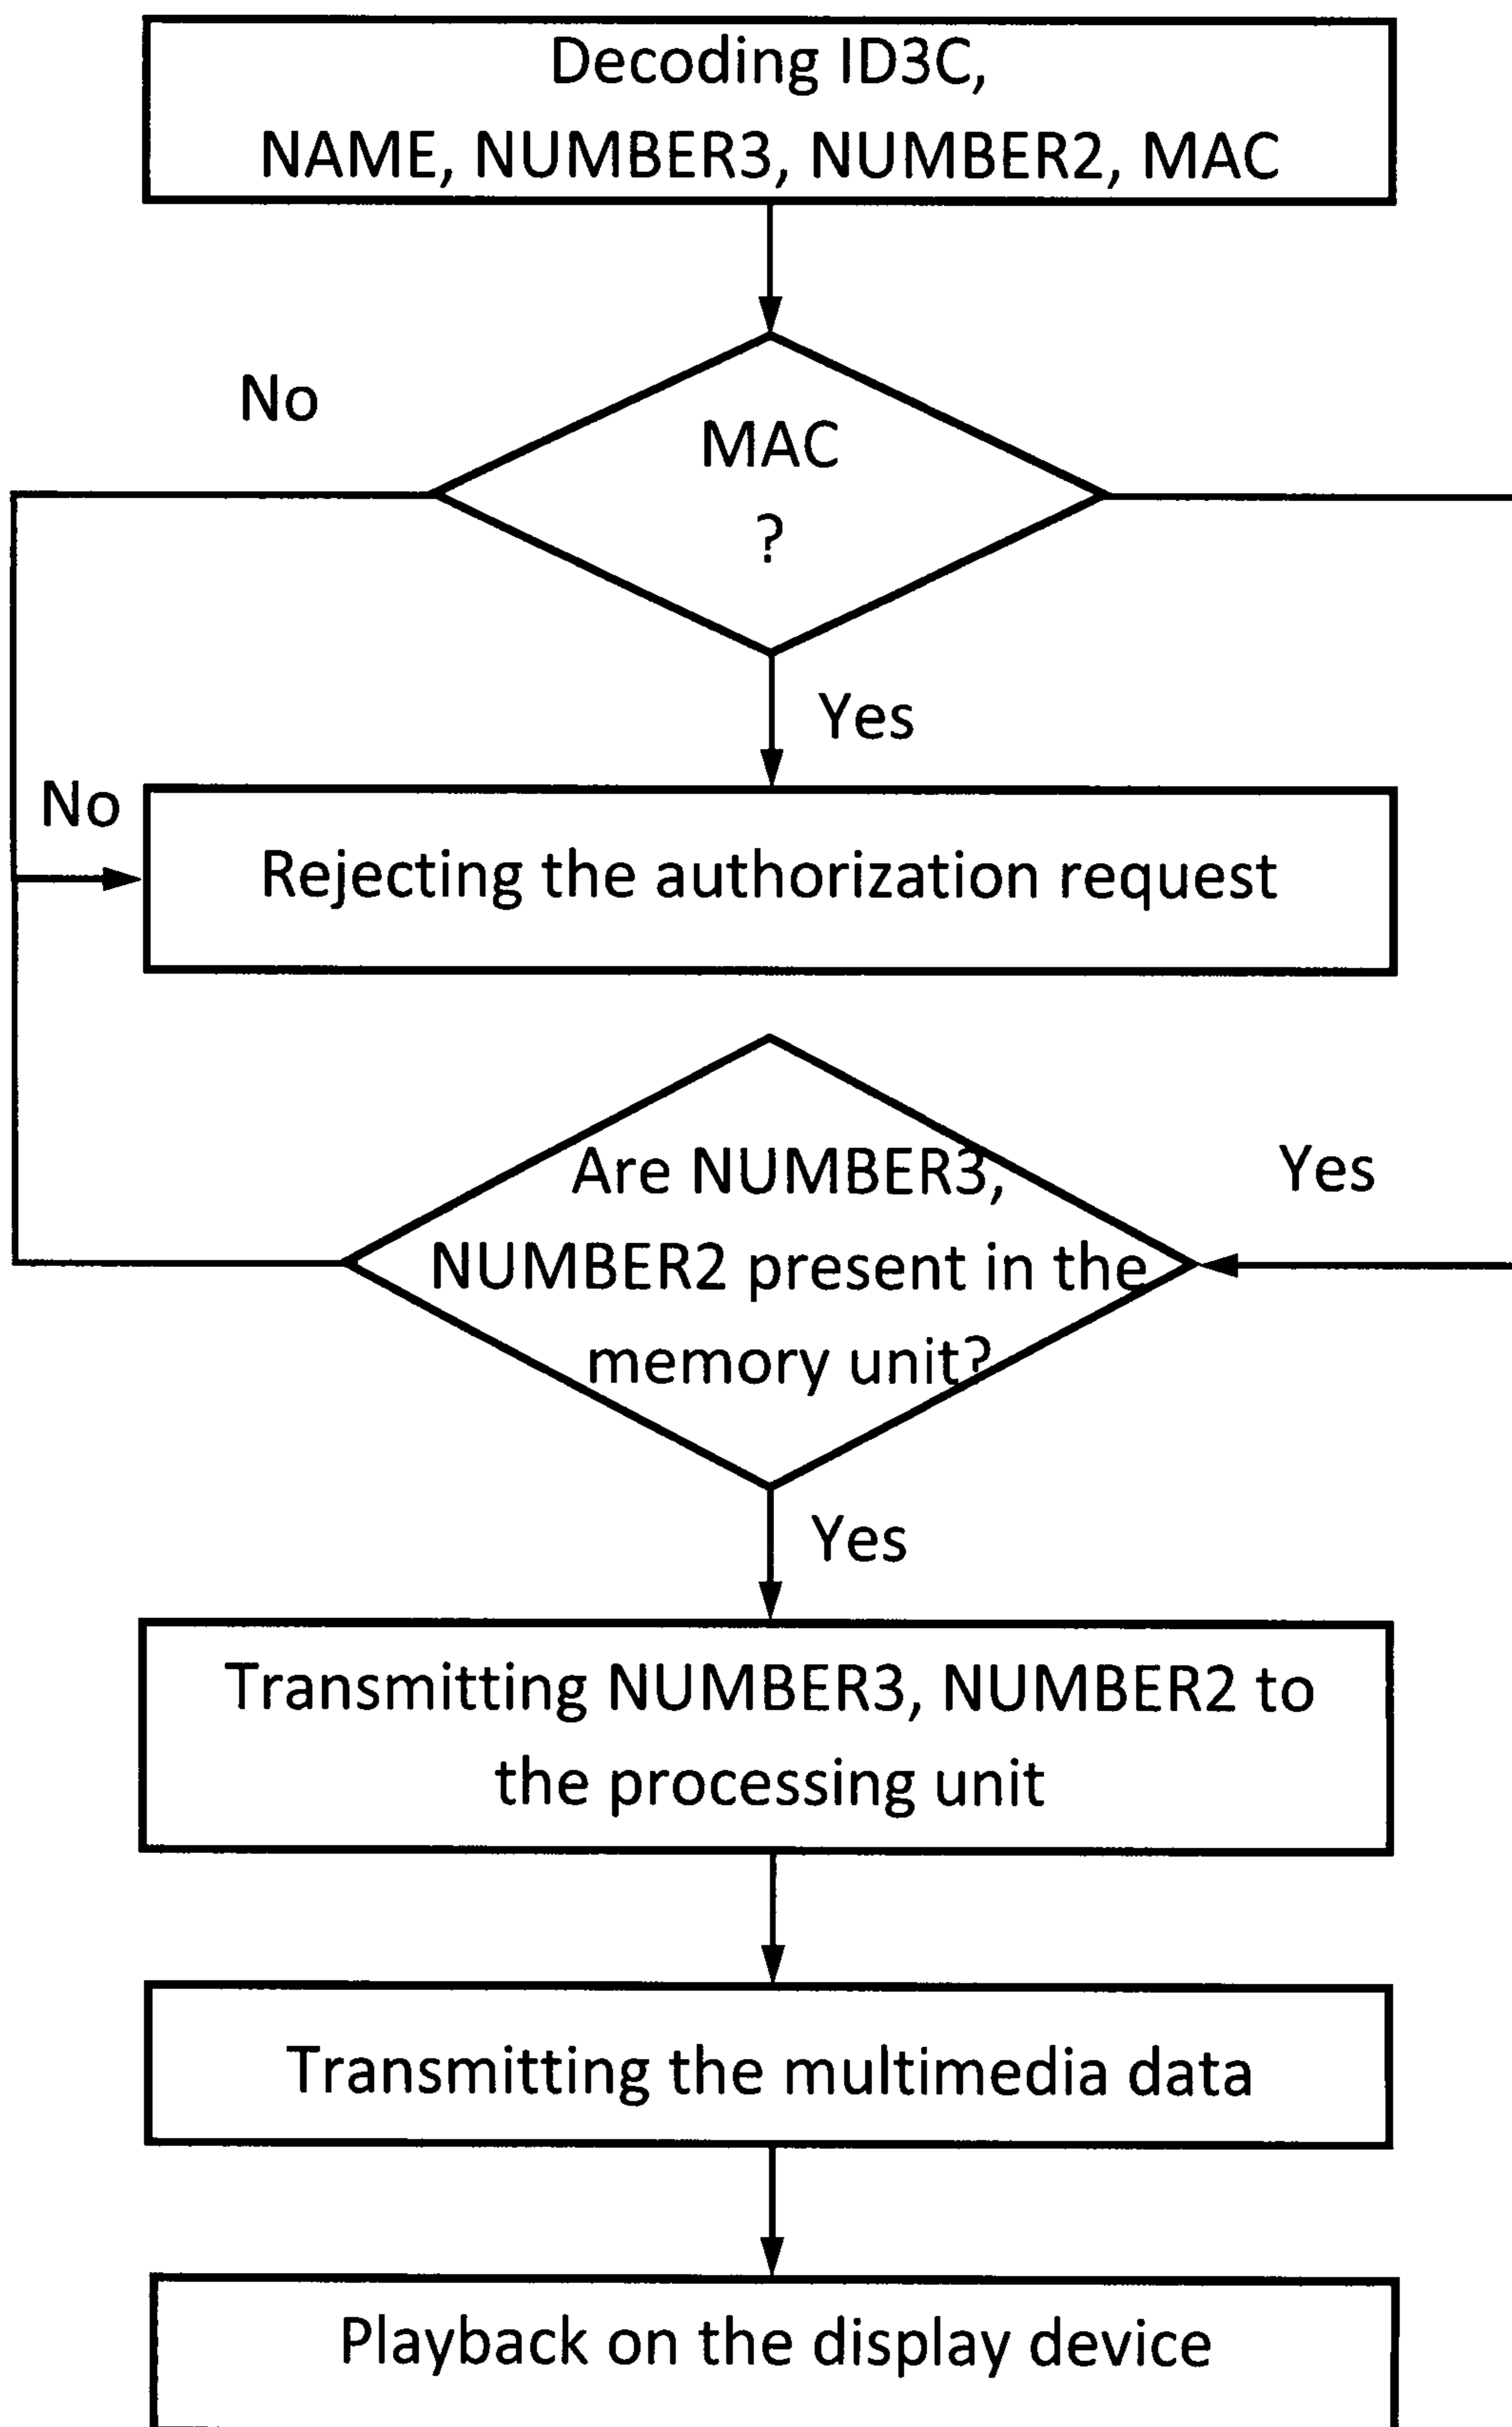 Decoding ID3C,
NAME, NUMBER3, NUMBER2, MAC
No
MAC
?
Yes
No
Rejecting the authorization request
Are NUMBER3,
NUMBER2 present in the
memory unit?
Yes
Yes
Transmitting NUMBER3, NUMBER2 to
the processing unit
Transmitting the multimedia data
Playback on the display device